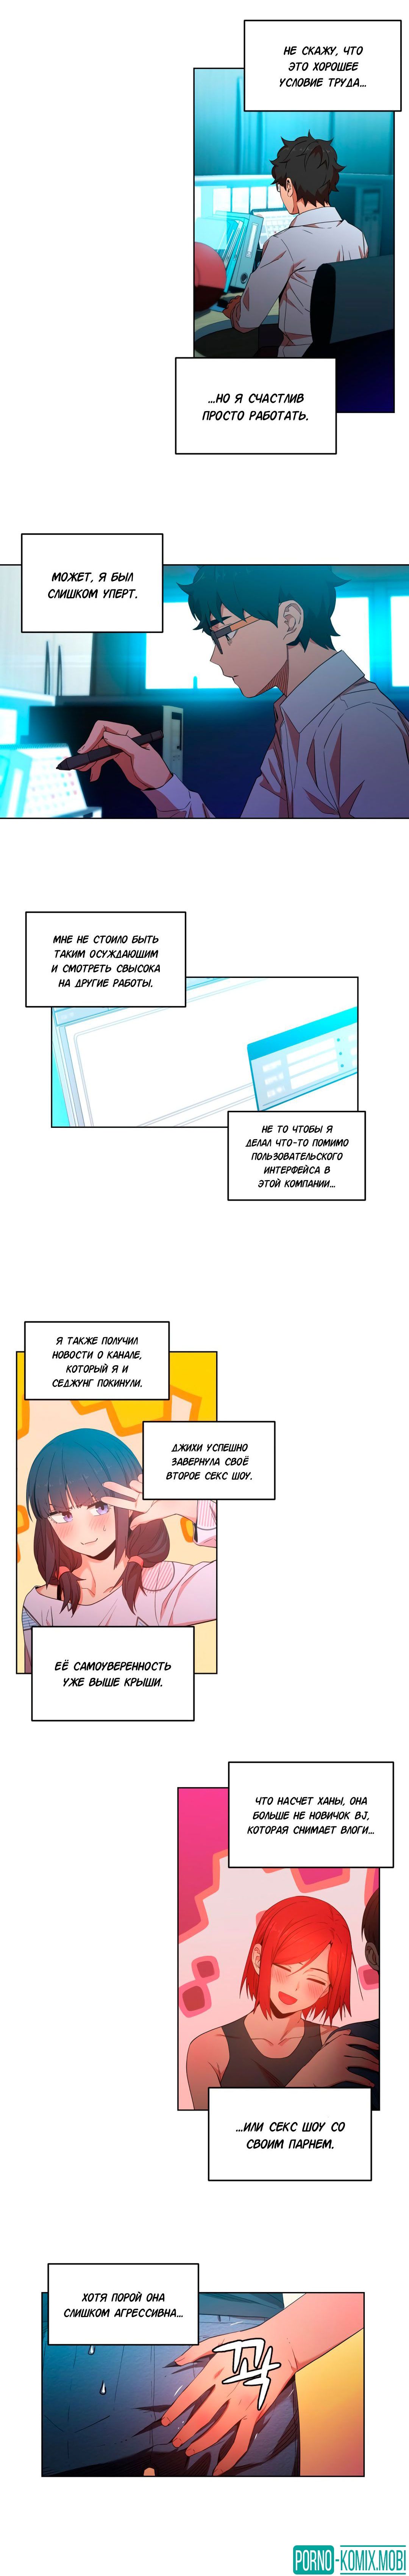 НЕ СКАЖУ, ЧТО
ЭТО ХОРОШЕЕ
УСЛОВИЕ ТРУДА...
...НО Я СЧАСТЛИВ
ПРОСТО РАБОТАТЬ.
МОЖЕТ, Я БЫЛ
СЛИШКОМ УПЕРТ.
МНЕ НЕ СТОИЛО БЫТЬ
ТАКИМ ОСУЖДАЮЩИМ
И СМОТРЕТЬ СВЫСОКА
НА ДРУГИЕ РАБОТЫ.
НЕ ТО ЧТОБЫ Я
ДЕЛАЛ ЧТО-ТО ПОМИМО
ПОЛЬЗОВАТЕЛЬСКОГО
ИНТЕРФЕЙСА В
ЭТОЙ КОМПАНИИ...
Я ТАКЖЕ ПОЛУЧИЛ
НОВОСТИ О КАНАЛЕ,
КОТОРЫЙ Я И
СЕДЖУНГ ПОКИНУЛИ.
ДЖИХИ УСПЕШНО
ЗАВЕРНУЛА СВОЁ
ВТОРОЕ СЕКС ШОУ.
ЕЁ САМОУВЕРЕННОСТЬ
УЖЕ ВЫШЕ КРЫШИ.
ЧТО НАСЧЕТ ХАНЫ, ОНА
БОЛЬШЕ НЕ НОВИЧОК BJ,
КОТОРАЯ СНИМАЕТ ВЛОГИ...
...ИЛИ СЕКС ШОУ СО
СВОИМ ПАРНЕМ.
ХОТЯ ПОРОЙ ОНА
СЛИШКОМ АГРЕССИВНА...
PORNO-KOMIX.MOBI